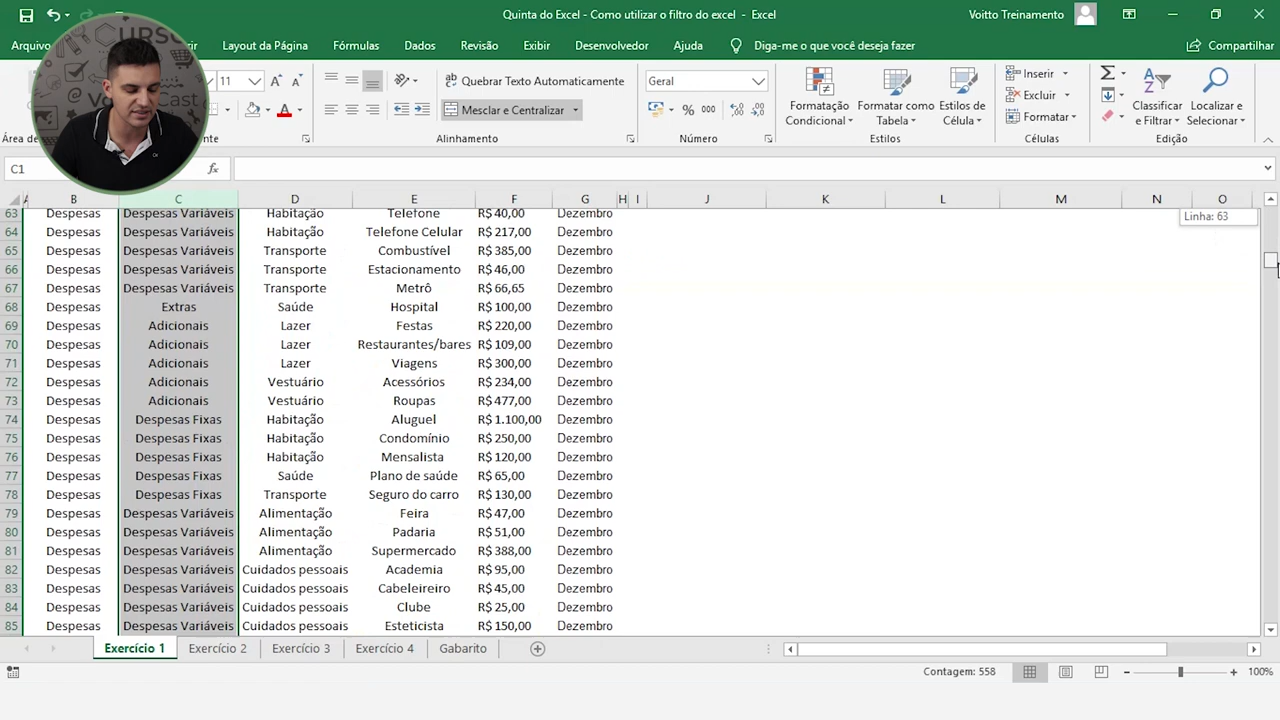 Quinta do Excel - Como utilizar o filtro do excel - Excel
Voitto Treinamento
Arquivo
Layout da Página
Fórmulas
Dados
Revisão
Exibir
Desenvolvedor
Ajuda
Diga-me o que você deseja fazer
Compartilhar
11
Quebrar Texto Automaticamente
Mesclar e Centralizar
Alinhamento
Geral
% 000
Número
Formatação Condicional
Formatar como Tabela
Estilos de Célula
Estilos
Inserir
Excluir
Formatar
Células
Classificar e Filtrar
Localizar e Selecionar
Edição
C1
fx
B C D E F G H I J K L M N O
Linha: 63
63 Despesas Despesas Variáveis Habitação Telefone R$ 40,00 Dezembro
64 Despesas Despesas Variáveis Habitação Telefone Celular R$ 217,00 Dezembro
65 Despesas Despesas Variáveis Transporte Combustível R$ 385,00 Dezembro
66 Despesas Despesas Variáveis Transporte Estacionamento R$ 46,00 Dezembro
67 Despesas Despesas Variáveis Transporte Metrô R$ 66,65 Dezembro
68 Despesas Extras Saúde Hospital R$ 100,00 Dezembro
69 Despesas Adicionais Lazer Festas R$ 220,00 Dezembro
70 Despesas Adicionais Lazer Restaurantes/bares R$ 109,00 Dezembro
71 Despesas Adicionais Lazer Viagens R$ 300,00 Dezembro
72 Despesas Adicionais Vestuário Acessórios R$ 234,00 Dezembro
73 Despesas Adicionais Vestuário Roupas R$ 477,00 Dezembro
74 Despesas Despesas Fixas Habitação Aluguel R$ 1.100,00 Dezembro
75 Despesas Despesas Fixas Habitação Condomínio R$ 250,00 Dezembro
76 Despesas Despesas Fixas Habitação Mensalista R$ 120,00 Dezembro
77 Despesas Despesas Fixas Saúde Plano de saúde R$ 65,00 Dezembro
78 Despesas Despesas Fixas Transporte Seguro do carro R$ 130,00 Dezembro
79 Despesas Despesas Variáveis Alimentação Feira R$ 47,00 Dezembro
80 Despesas Despesas Variáveis Alimentação Padaria R$ 51,00 Dezembro
81 Despesas Despesas Variáveis Alimentação Supermercado R$ 388,00 Dezembro
82 Despesas Despesas Variáveis Cuidados pessoais Academia R$ 95,00 Dezembro
83 Despesas Despesas Variáveis Cuidados pessoais Cabeleireiro R$ 45,00 Dezembro
84 Despesas Despesas Variáveis Cuidados pessoais Clube R$ 25,00 Dezembro
85 Despesas Despesas Variáveis Cuidados pessoais Esteticista R$ 150,00 Dezembro
Exercício 1
Exercício 2
Exercício 3
Exercício 4
Gabarito
Contagem: 558
100%